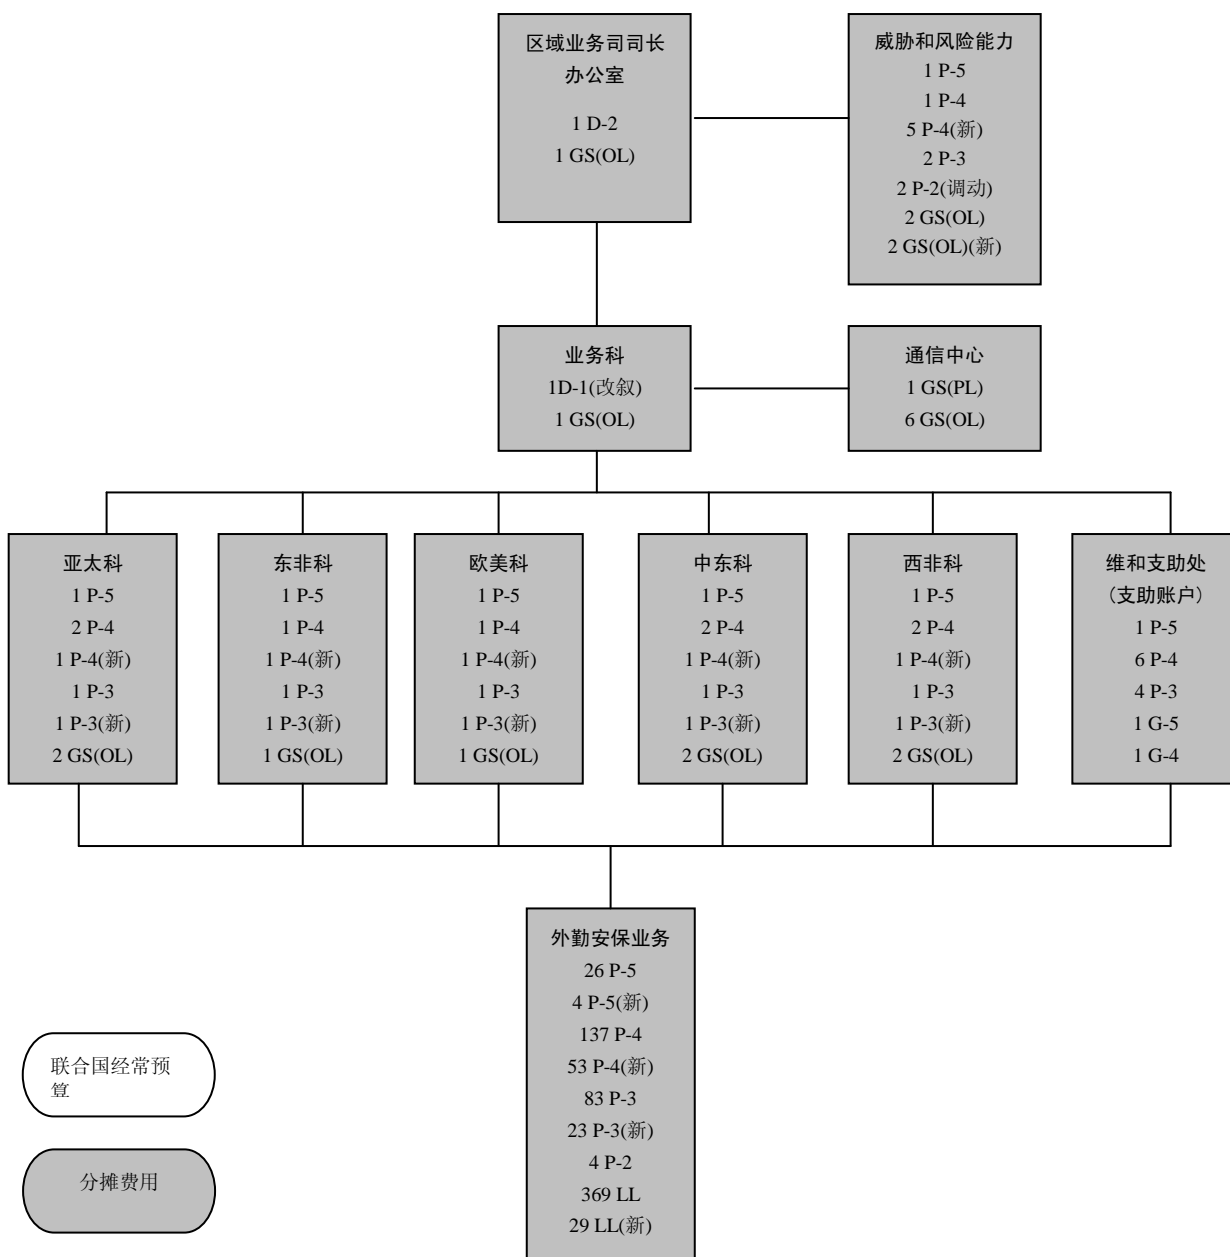 区域业务司司长
办公室
1 D-2
1 GS(OL)
威胁和风险能力
1 P-5
1 P-4
5 P-4(新)
2 P-3
2 P-2(调动)
2 GS(OL)
2 GS(OL)(新)
业务科
1D-1(改叙)
1 GS(OL)
通信中心
1 GS(PL)
6 GS(OL)
亚太科
1 P-5
2 P-4
1 P-4(新)
1 P-3
1 P-3(新)
2 GS(OL)
东非科
1 P-5
1 P-4
1 P-4(新)
1 P-3
1 P-3(新)
1 GS(OL)
欧美科
1 P-5
1 P-4
1 P-4(新)
1 P-3
1 P-3(新)
1 GS(OL)
中东科
1 P-5
2 P-4
1 P-4(新)
1 P-3
1 P-3(新)
2 GS(OL)
西非科
1 P-5
2 P-4
1 P-4(新)
1 P-3
1 P-3(新)
2 GS(OL)
维和支助处
(支助账户)
1 P-5
6 P-4
4 P-3
1 G-5
1 G-4
外勤安保业务
26 P-5
4 P-5(新)
137 P-4
53 P-4(新)
83 P-3
23 P-3(新)
4 P-2
369 LL
29 LL(新)
联合国经常预
算
分摊费用